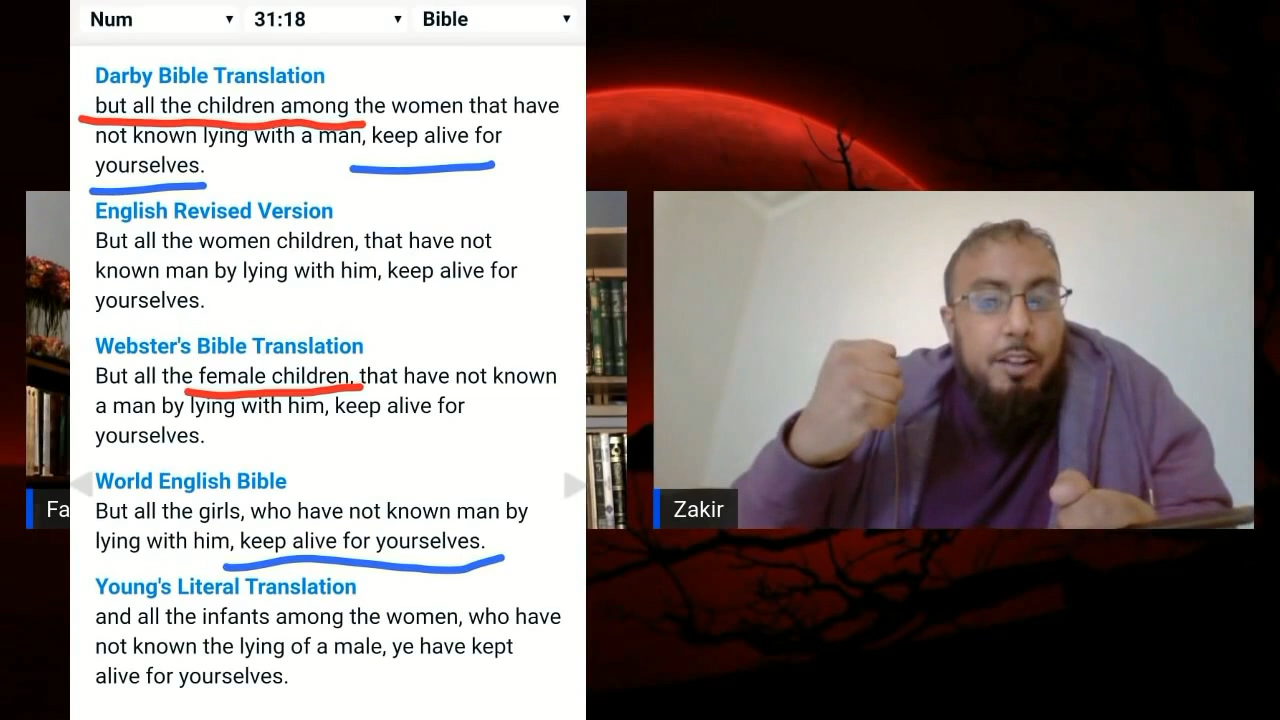 Num 31:18 Bible
Darby Bible Translation
but all the children among the women that have
not known lying with a man, keep alive for
yourselves.
English Revised Version
But all the women children, that have not
known man by lying with him, keep alive for
yourselves.
Webster's Bible Translation
But all the female children, that have not known
a man by lying with him, keep alive for
yourselves.
World English Bible
But all the girls, who have not known man by
lying with him, keep alive for yourselves.
Young's Literal Translation
and all the infants among the women, who have
not known the lying of a male, ye have kept
alive for yourselves.
Fa
Zakir